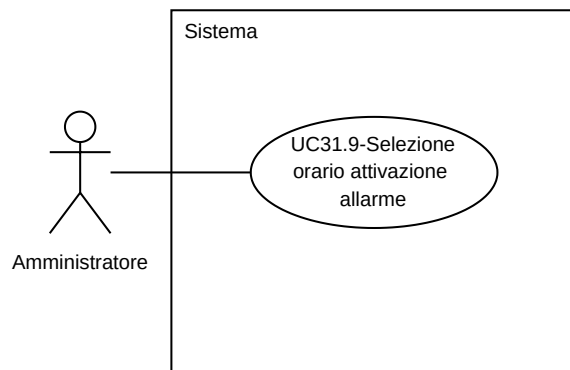 Sistema
UC31.9-Selezione
orario attivazione
allarme
Amministratore